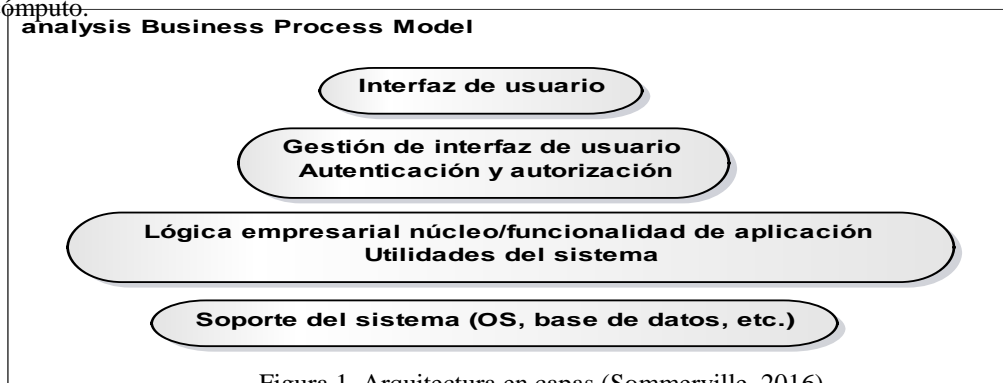 ómputo.
analysis Business Process Model
Interfaz de usuario
Gestión de interfaz de usuario
Autenticación y autorización
Lógica empresarial núcleo/funcionalidad de aplicación
Utilidades del sistema
Soporte del sistema (OS, base de datos, etc.)
Figura 1. Arquitectura en capas (Sommerville, 2016)